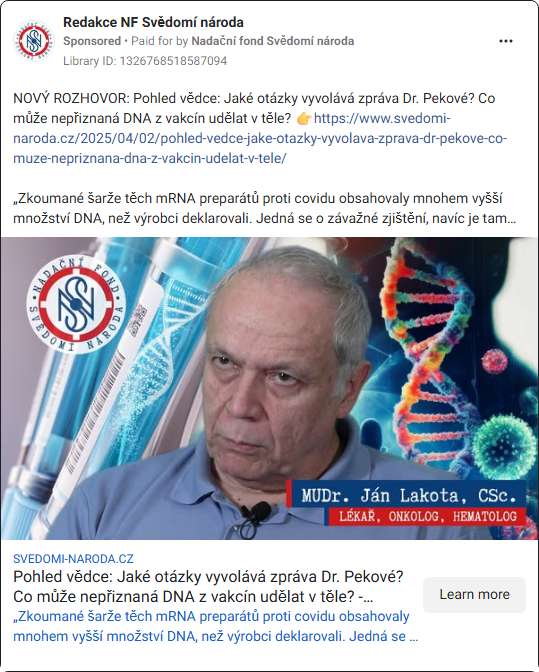 Redakce NF Svědomí národa
Sponsored • Paid for by Nadační fond Svědomí národa
Library ID: 1326768518587094
NOVÝ ROZHOVOR: Pohled vědce: Jaké otázky vyvolává zpráva Dr. Pekové? Co
může nepřiznaná DNA z vakcín udělat v těle? 👉https://www.svedomi-
naroda.cz/2025/04/02/pohled-vedce-jake-otazky-vyvolava-zprava-dr-pekove-co-
muze-nepriznana-dna-z-vakcin-udelat-v-tele/
„Zkoumané šarže těch mRNA preparátů proti covidu obsahovaly mnohem vyšší
množství DNA, než výrobci deklarovali. Jedná se o závažné zjištění, navíc je tam…
NADAČNÍ FOND
SVĚDOMÍ NÁRODA
MUDr. Ján Lakota, CSc.
LÉKAŘ, ONKOLOG, HEMATOLOG
SVEDOMI-NARODA.CZ
Pohled vědce: Jaké otázky vyvolává zpráva Dr. Pekové?
Co může nepřiznaná DNA z vakcín udělat v těle? -…
Learn more
„Zkoumané šarže těch mRNA preparátů proti covidu obsahovaly
mnohem vyšší množství DNA, než výrobci deklarovali. Jedná se …